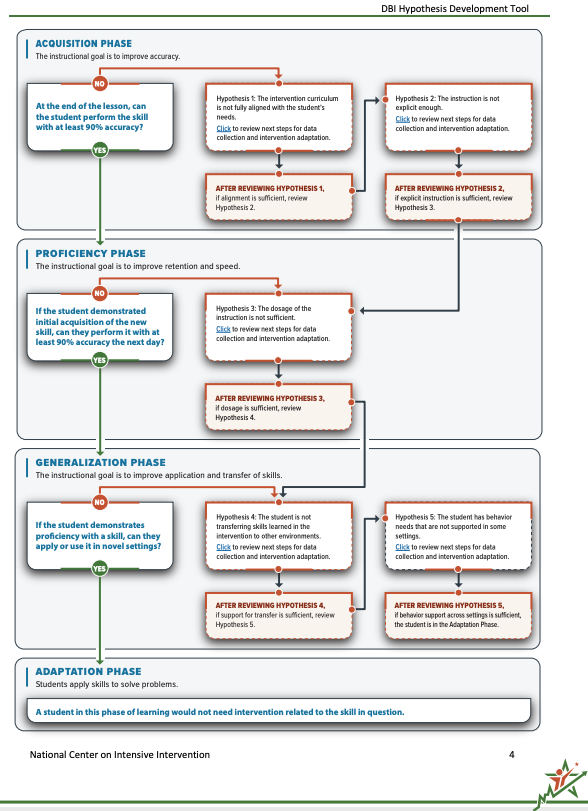 DBI Hypothesis Development Tool
ACQUISITION PHASE
The instructional goal is to improve accuracy.
NO
At the end of the lesson, can
the student perform the skill
with at least 90% accuracy?
YES
Hypothesis 1: The intervention curriculum
is not fully aligned with the student's
needs.
Click to review next steps for data
collection and intervention adaptation.
AFTER REVIEWING HYPOTHESIS 1,
if alignment is sufficient, review
Hypothesis 2.
Hypothesis 2: The instruction is not
explicit enough.
Click to review next steps for data
collection and intervention adaptation.
AFTER REVIEWING HYPOTHESIS 2,
if explicit instruction is sufficient, review
Hypothesis 3.
PROFICIENCY PHASE
The instructional goal is to improve retention and speed.
NO
If the student demonstrated
initial acquisition of the new
skill, can they perform it with at
least 90% accuracy the next day?
YES
Hypothesis 3: The dosage of the
instruction is not sufficient.
Click to review next steps for data
collection and intervention adaptation.
AFTER REVIEWING HYPOTHESIS 3,
if dosage is sufficient, review
Hypothesis 4.
GENERALIZATION PHASE
The instructional goal is to improve application and transfer of skills.
NO
If the student demonstrates
proficiency with a skill, can they
apply or use it in novel settings?
YES
Hypothesis 4: The student is not
transferring skills learned in the
intervention to other environments.
Click to review next steps for data
collection and intervention adaptation.
AFTER REVIEWING HYPOTHESIS 4,
if support for transfer is sufficient, review
Hypothesis 5.
Hypothesis 5: The student has behavior
needs that are not supported in some
settings.
Click to review next steps for data
collection and intervention adaptation.
AFTER REVIEWING HYPOTHESIS 5,
if behavior support across settings is sufficient,
the student is in the Adaptation Phase.
ADAPTATION PHASE
Students apply skills to solve problems.
A student in this phase of learning would not need intervention related to the skill in question.
National Center on Intensive Intervention
4